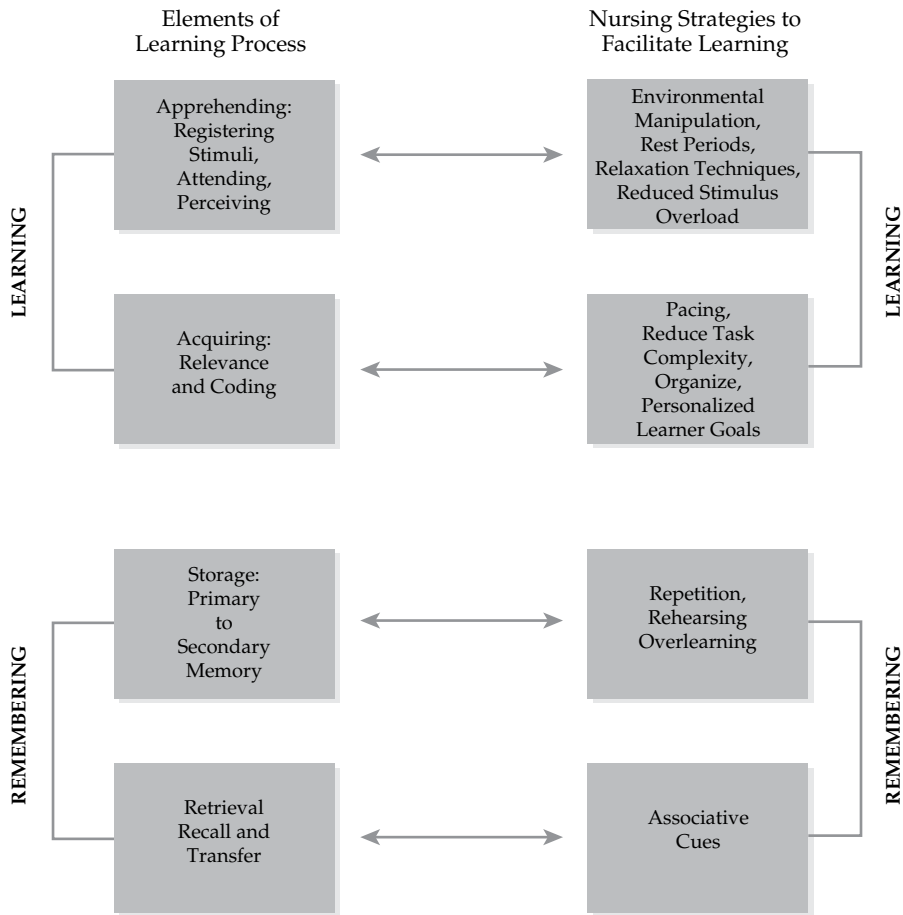 Elements of
Learning Process
Nursing Strategies to
Facilitate Learning
LEARNING
Apprehending:
Registering
Stimuli,
Attending,
Perceiving
Environmental
Manipulation,
Rest Periods,
Relaxation Techniques,
Reduced Stimulus
Overload
LEARNING
Acquiring:
Relevance
and Coding
Pacing,
Reduce Task
Complexity,
Organize,
Personalized
Learner Goals
REMEMBERING
Storage:
Primary
to
Secondary
Memory
Repetition,
Rehearsing
Overlearning
REMEMBERING
Retrieval
Recall and
Transfer
Associative
Cues